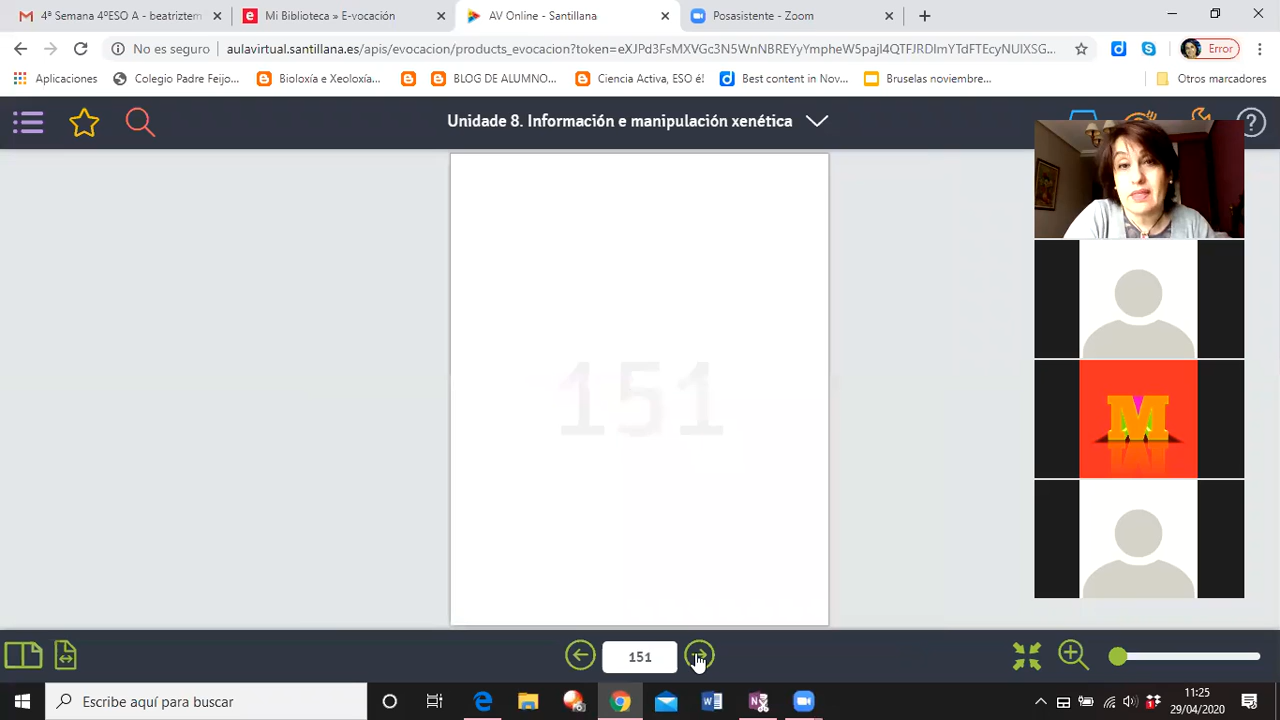 4ª Semana 4ºESO A - beatriztem
Mi Biblioteca » E-vocación
AV Online - Santillana
Posasistente - Zoom
No es seguro
aulavirtual.santillana.es/apis/evocacion/products_evocacion?token=eXJPd3FsMXVGc3N5WnNBREYyYmpheW5pajl4QTFJRDlmYTdFTEcyNUlXSG...
Error
Aplicaciones
Colegio Padre Feijo...
Bioloxía e Xeoloxía...
BLOG DE ALUMNO...
Ciencia Activa, ESO é!
Best content in Nov...
Bruselas noviembre...
Otros marcadores
Unidade 8. Información e manipulación xenética
151
M
151
Escribe aquí para buscar
11:25
29/04/2020